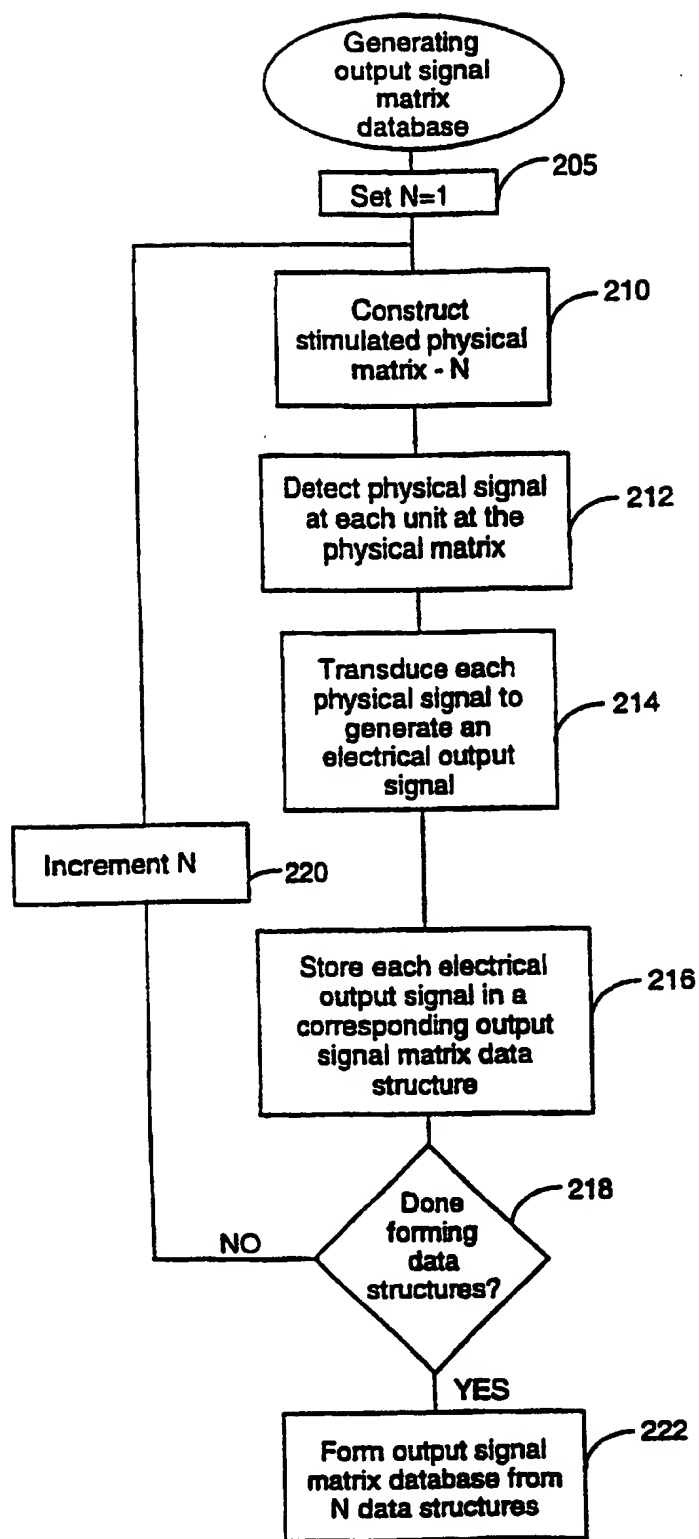 Generating
output signal
matrix
database
205
Set N=1
210
Construct
stimulated physical
matrix - N
Detect physical signal
at each unit at the
physical matrix
212
Transduce each
physical signal to
generate an
electrical output
signal
214
Increment N
220
Store each electrical
output signal in a
corresponding output
signal matrix data
structure
216
218
Done
forming
data
structures?
NO
YES
222
Form output signal
matrix database from
N data structures